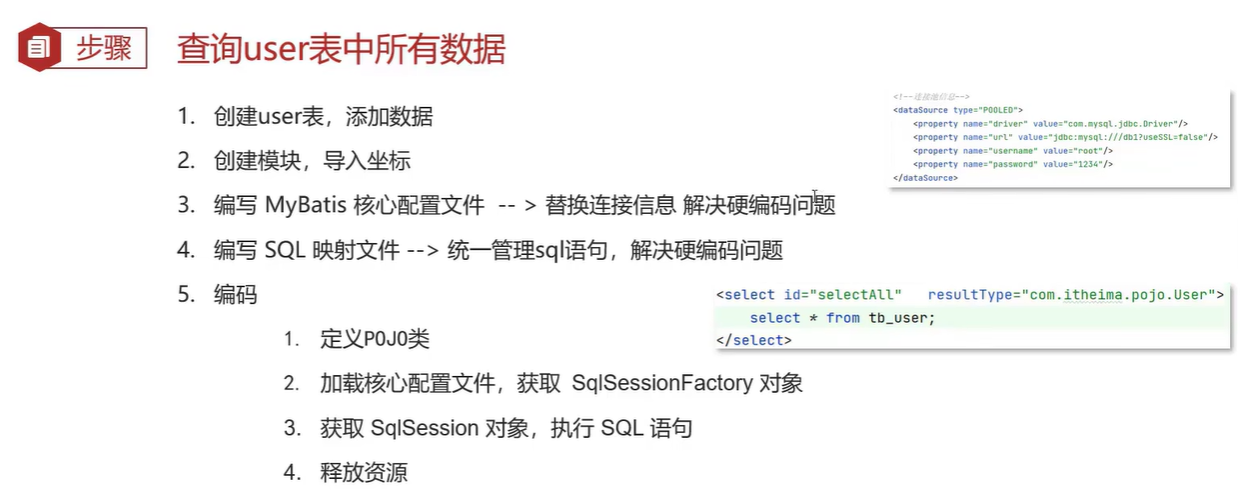 步骤
查询user表中所有数据
1. 创建user表，添加数据
2. 创建模块，导入坐标
3. 编写 MyBatis 核心配置文件 -- > 替换连接信息 解决硬编码问题
4. 编写 SQL 映射文件 --> 统一管理sql语句，解决硬编码问题
5. 编码
1. 定义POJO类
2. 加载核心配置文件，获取 SqlSessionFactory 对象
3. 获取 SqlSession 对象，执行 SQL 语句
4. 释放资源
<!--连接池信息-->
<dataSource type="POOLED">
<property name="driver" value="com.mysql.jdbc.Driver"/>
<property name="url" value="jdbc:mysql:///db1?useSSL=false"/>
<property name="username" value="root"/>
<property name="password" value="1234"/>
</dataSource>
<select id="selectAll" resultType="com.itheima.pojo.User">
select * from tb_user;
</select>